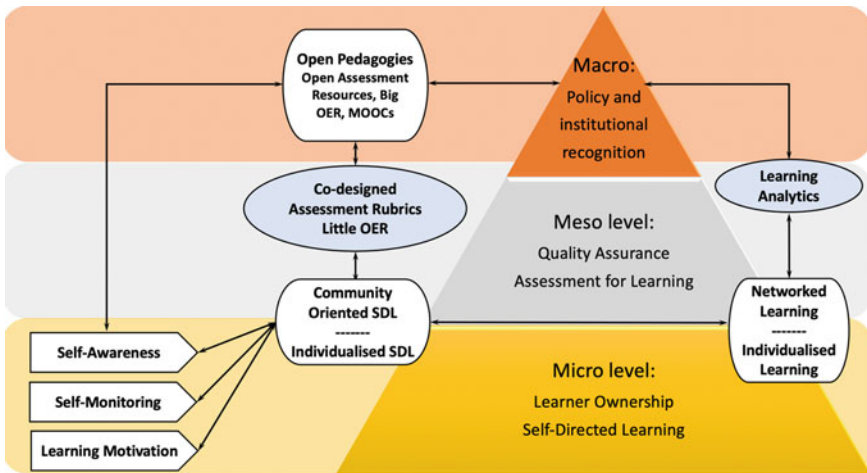 Open Pedagogies
Open Assessment
Resources, Big
OER, MOOCs
Macro:
Policy and
institutional
recognition
Co-designed
Assessment Rubrics
Little OER
Learning
Analytics
Meso level:
Quality Assurance
Assessment for Learning
Community
Oriented SDL
-------
Individualised SDL
Networked
Learning
-------
Individualised
Learning
Self-Awareness
Self-Monitoring
Learning Motivation
Micro level:
Learner Ownership
Self-Directed Learning